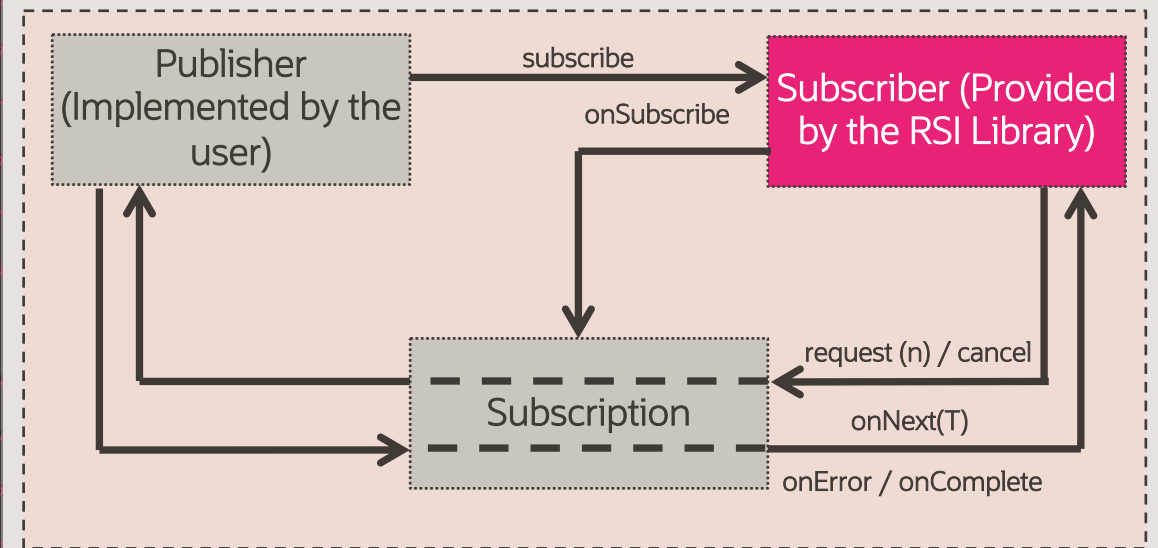 Publisher
(Implemented by the
user)
subscribe
onSubscribe
Subscriber (Provided
by the RSI Library)
request (n) / cancel
Subscription
onNext(T)
onError / onComplete